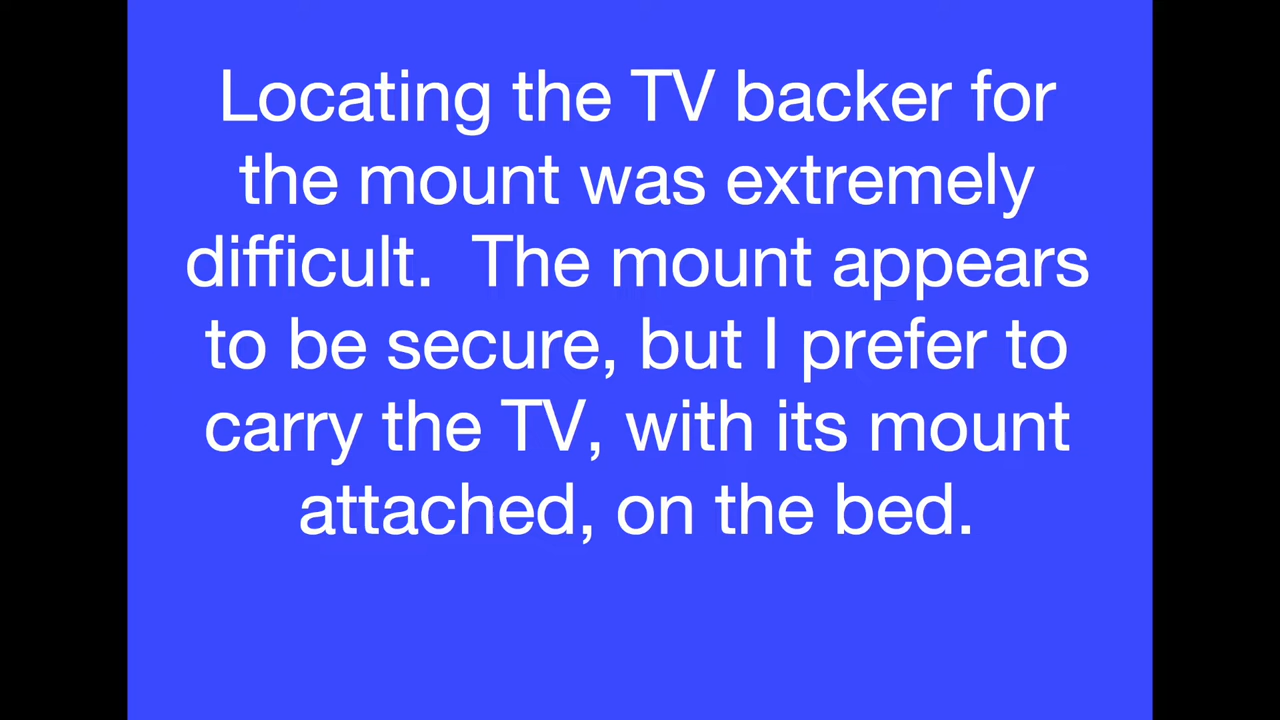 Locating the TV backer for
the mount was extremely
difficult.  The mount appears
to be secure, but I prefer to
carry the TV, with its mount
attached, on the bed.